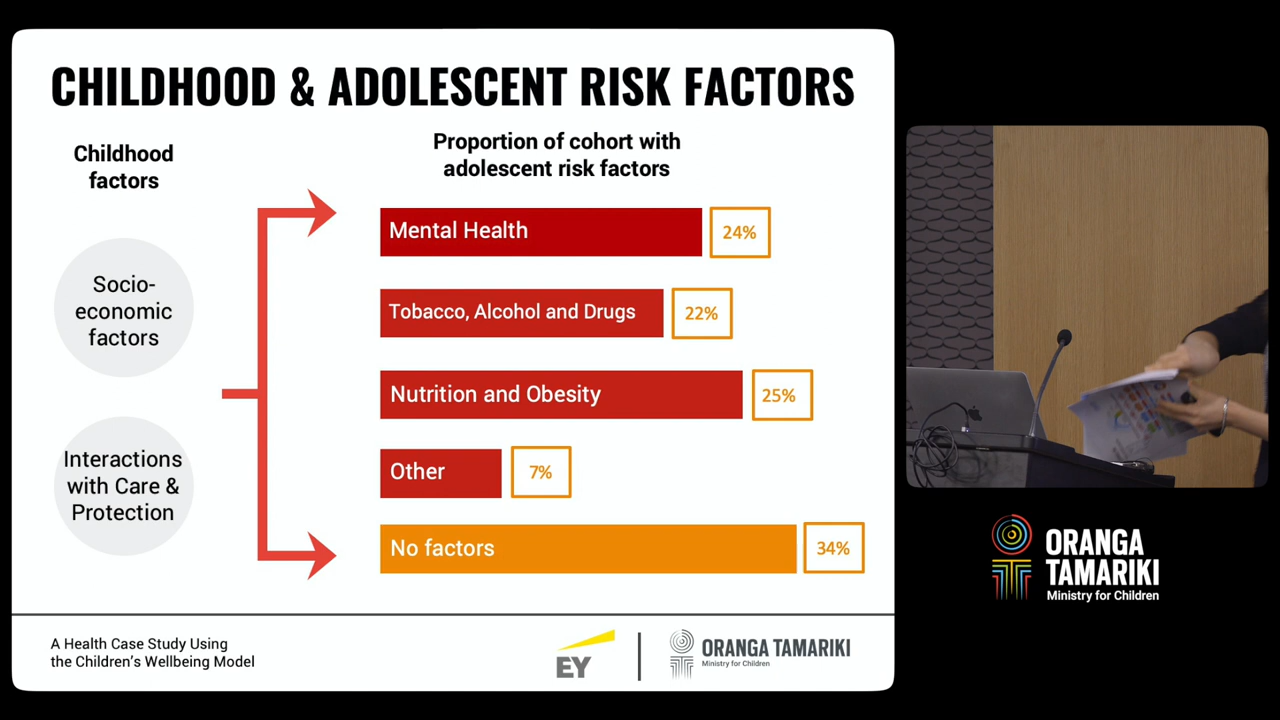 CHILDHOOD & ADOLESCENT RISK FACTORS
Childhood
factors
Socio-
economic
factors
Interactions
with Care &
Protection
Proportion of cohort with
adolescent risk factors
Mental Health
24%
Tobacco, Alcohol and Drugs
22%
Nutrition and Obesity
25%
Other
7%
No factors
34%
A Health Case Study Using
the Children's Wellbeing Model
EY
ORANGA TAMARIKI
Ministry for Children
ORANGA
TAMARIKI
Ministry for Children